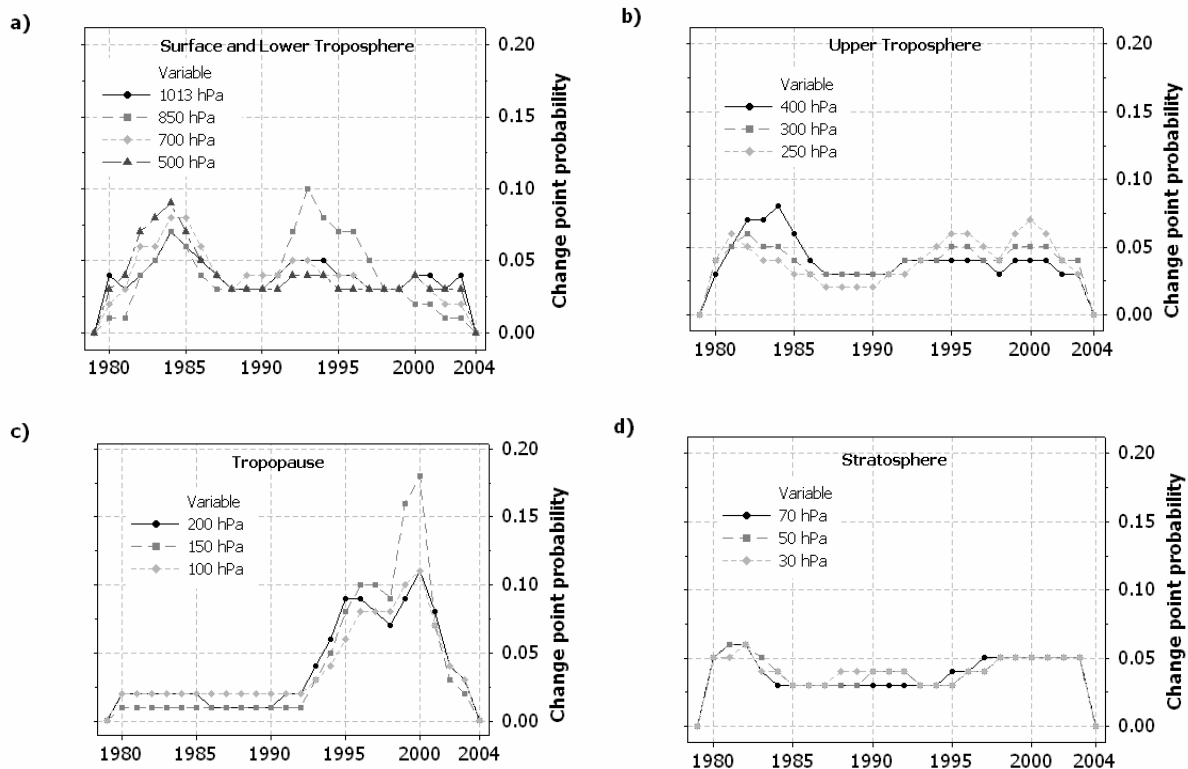 a)
Surface and Lower Troposphere
Variable
1013 hPa
850 hPa
700 hPa
500 hPa
0.20
0.15
0.10
0.05
0.00
Change point probability
1980 1985 1990 1995 2000 2004
b)
Upper Troposphere
Variable
400 hPa
300 hPa
250 hPa
0.20
0.15
0.10
0.05
0.00
Change point probability
1980 1985 1990 1995 2000 2004
c)
Tropopause
Variable
200 hPa
150 hPa
100 hPa
0.20
0.15
0.10
0.05
0.00
Change point probability
1980 1985 1990 1995 2000 2004
d)
Stratosphere
Variable
70 hPa
50 hPa
30 hPa
0.20
0.15
0.10
0.05
0.00
Change point probability
1980 1985 1990 1995 2000 2004